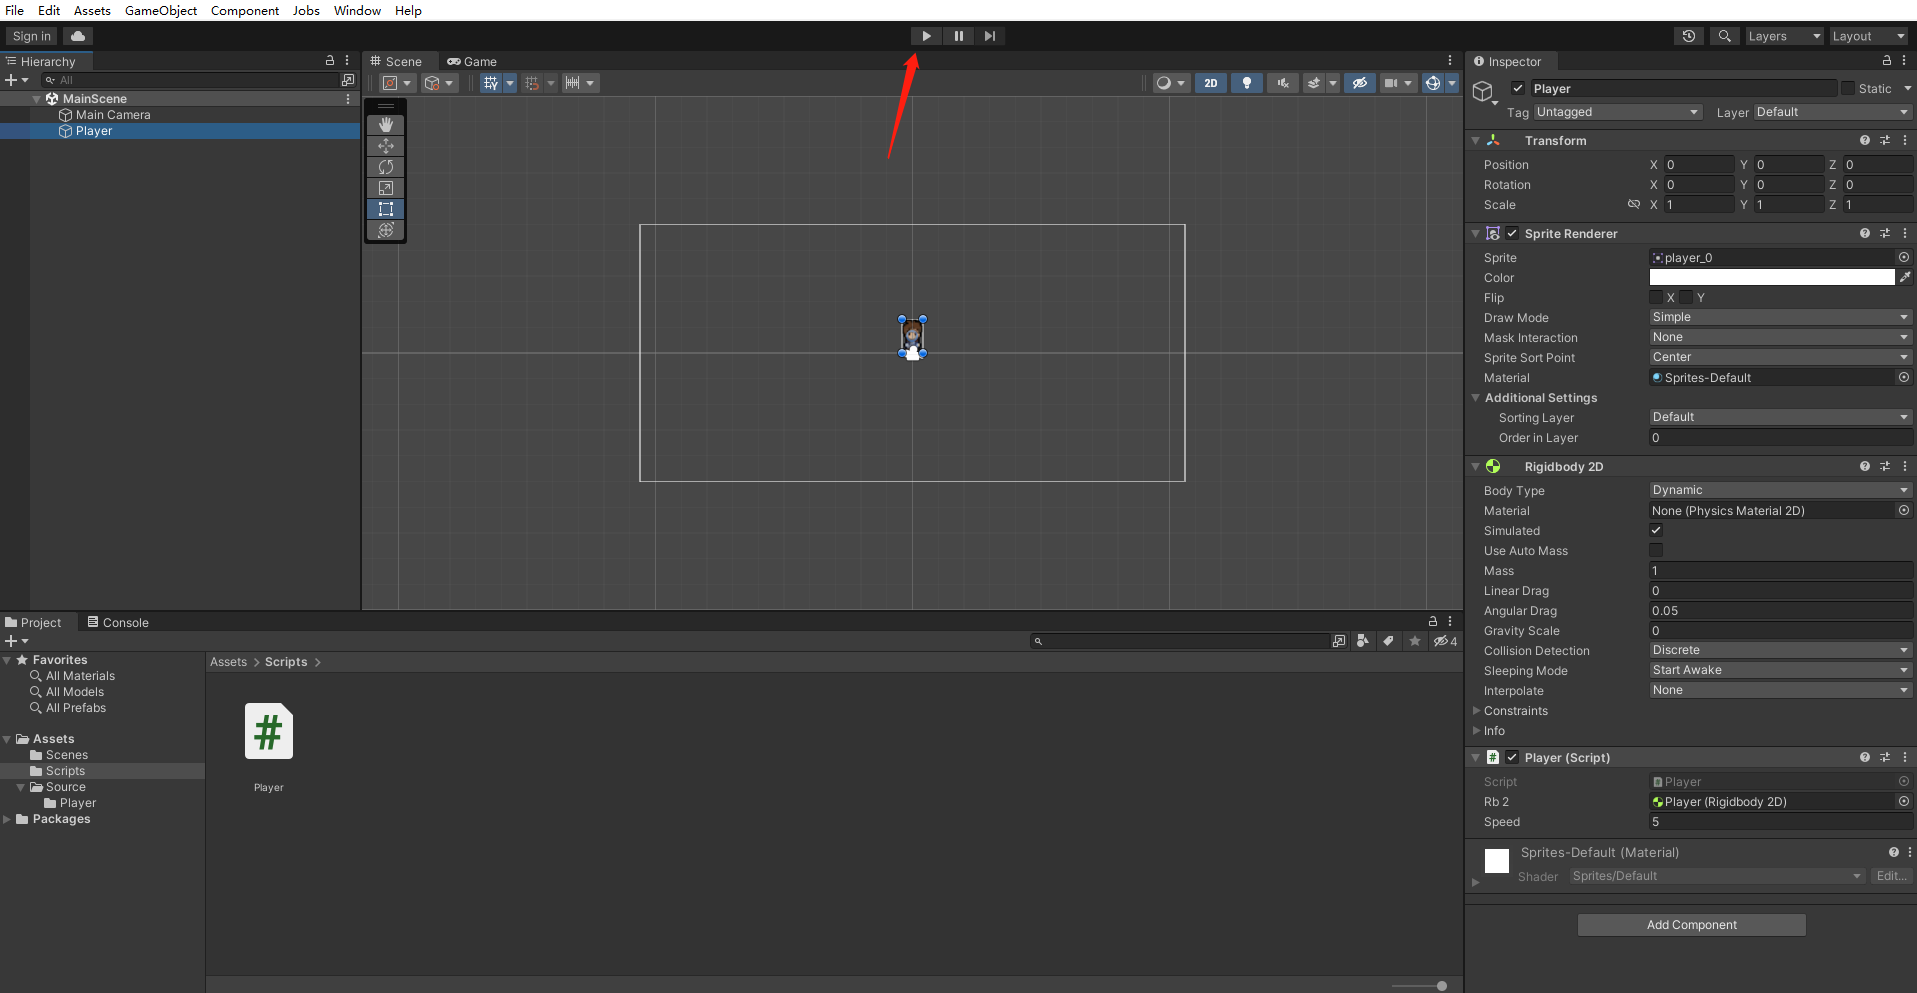 File Edit Assets GameObject Component Jobs Window Help
Sign in
Layers
Layout
Hierarchy
All
MainScene
Main Camera
Player
Scene
Game
2D
Inspector
Player
Static
Tag Untagged
Layer Default
Transform
Position X 0 Y 0 Z 0
Rotation X 0 Y 0 Z 0
Scale X 1 Y 1 Z 1
Sprite Renderer
Sprite player_0
Color
Flip X Y
Draw Mode Simple
Mask Interaction None
Sprite Sort Point Center
Material Sprites-Default
Additional Settings
Sorting Layer Default
Order in Layer 0
Rigidbody 2D
Body Type Dynamic
Material None (Physics Material 2D)
Simulated
Use Auto Mass
Mass 1
Linear Drag 0
Angular Drag 0.05
Gravity Scale 0
Collision Detection Discrete
Sleeping Mode Start Awake
Interpolate None
Constraints
Info
# Player (Script)
Script Player
Rb 2 Player (Rigidbody 2D)
Speed 5
Sprites-Default (Material)
Shader Sprites/Default Edit...
Add Component
Project
Console
4
Favorites
All Materials
All Models
All Prefabs
Assets
Scenes
Scripts
Source
Player
Packages
Assets > Scripts >
#
Player